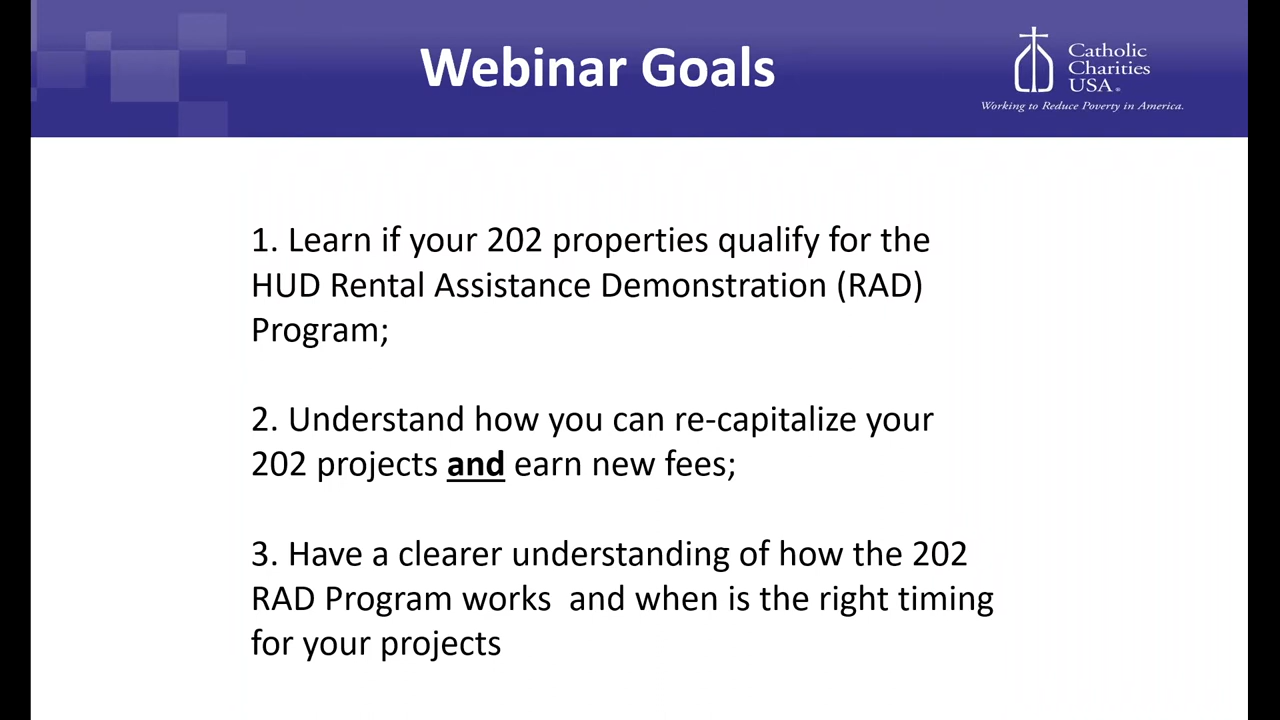 Webinar Goals
Catholic
Charities
USA®
Working to Reduce Poverty in America.
1. Learn if your 202 properties qualify for the
HUD Rental Assistance Demonstration (RAD)
Program;
2. Understand how you can re-capitalize your
202 projects and earn new fees;
3. Have a clearer understanding of how the 202
RAD Program works  and when is the right timing
for your projects